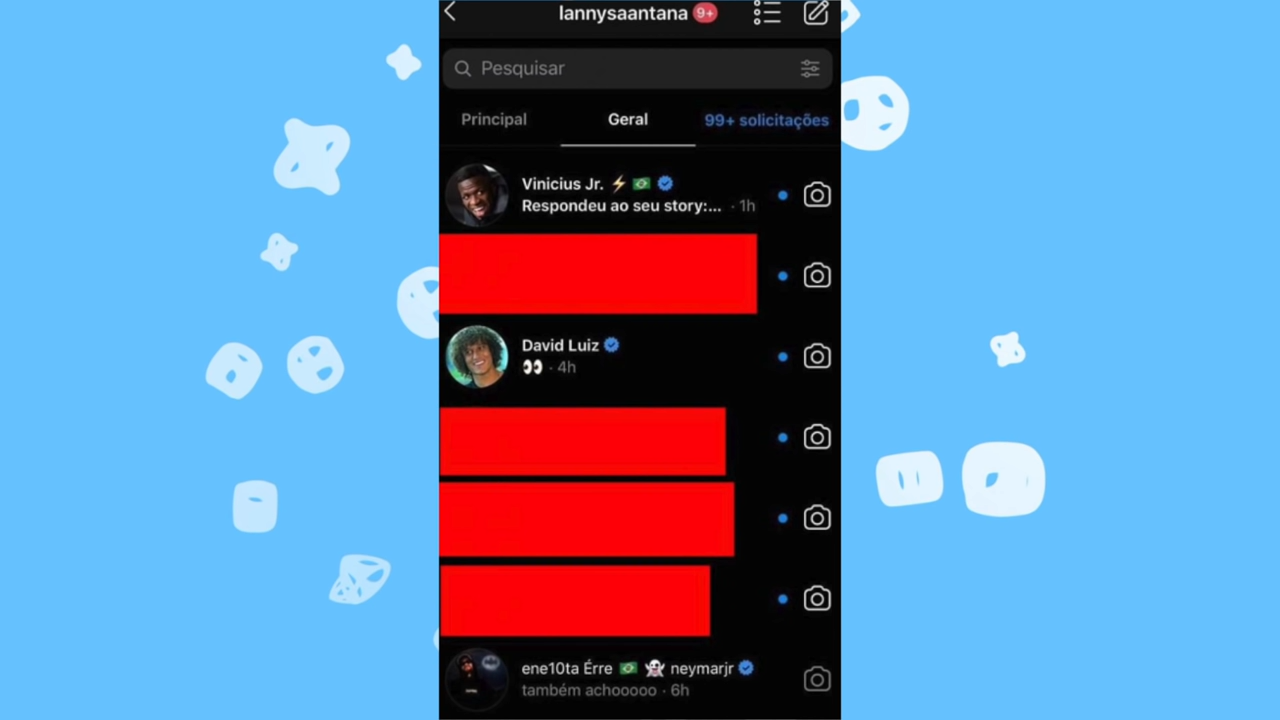 lannysaantana 9+
Pesquisar
Principal Geral 99+ solicitações
Vinicius Jr. ⚡🇧🇷
Respondeu ao seu story:... · 1h
David Luiz
👀 · 4h
ene10ta Érre 🇧🇷 👻 neymarjr
também achooooo · 6h